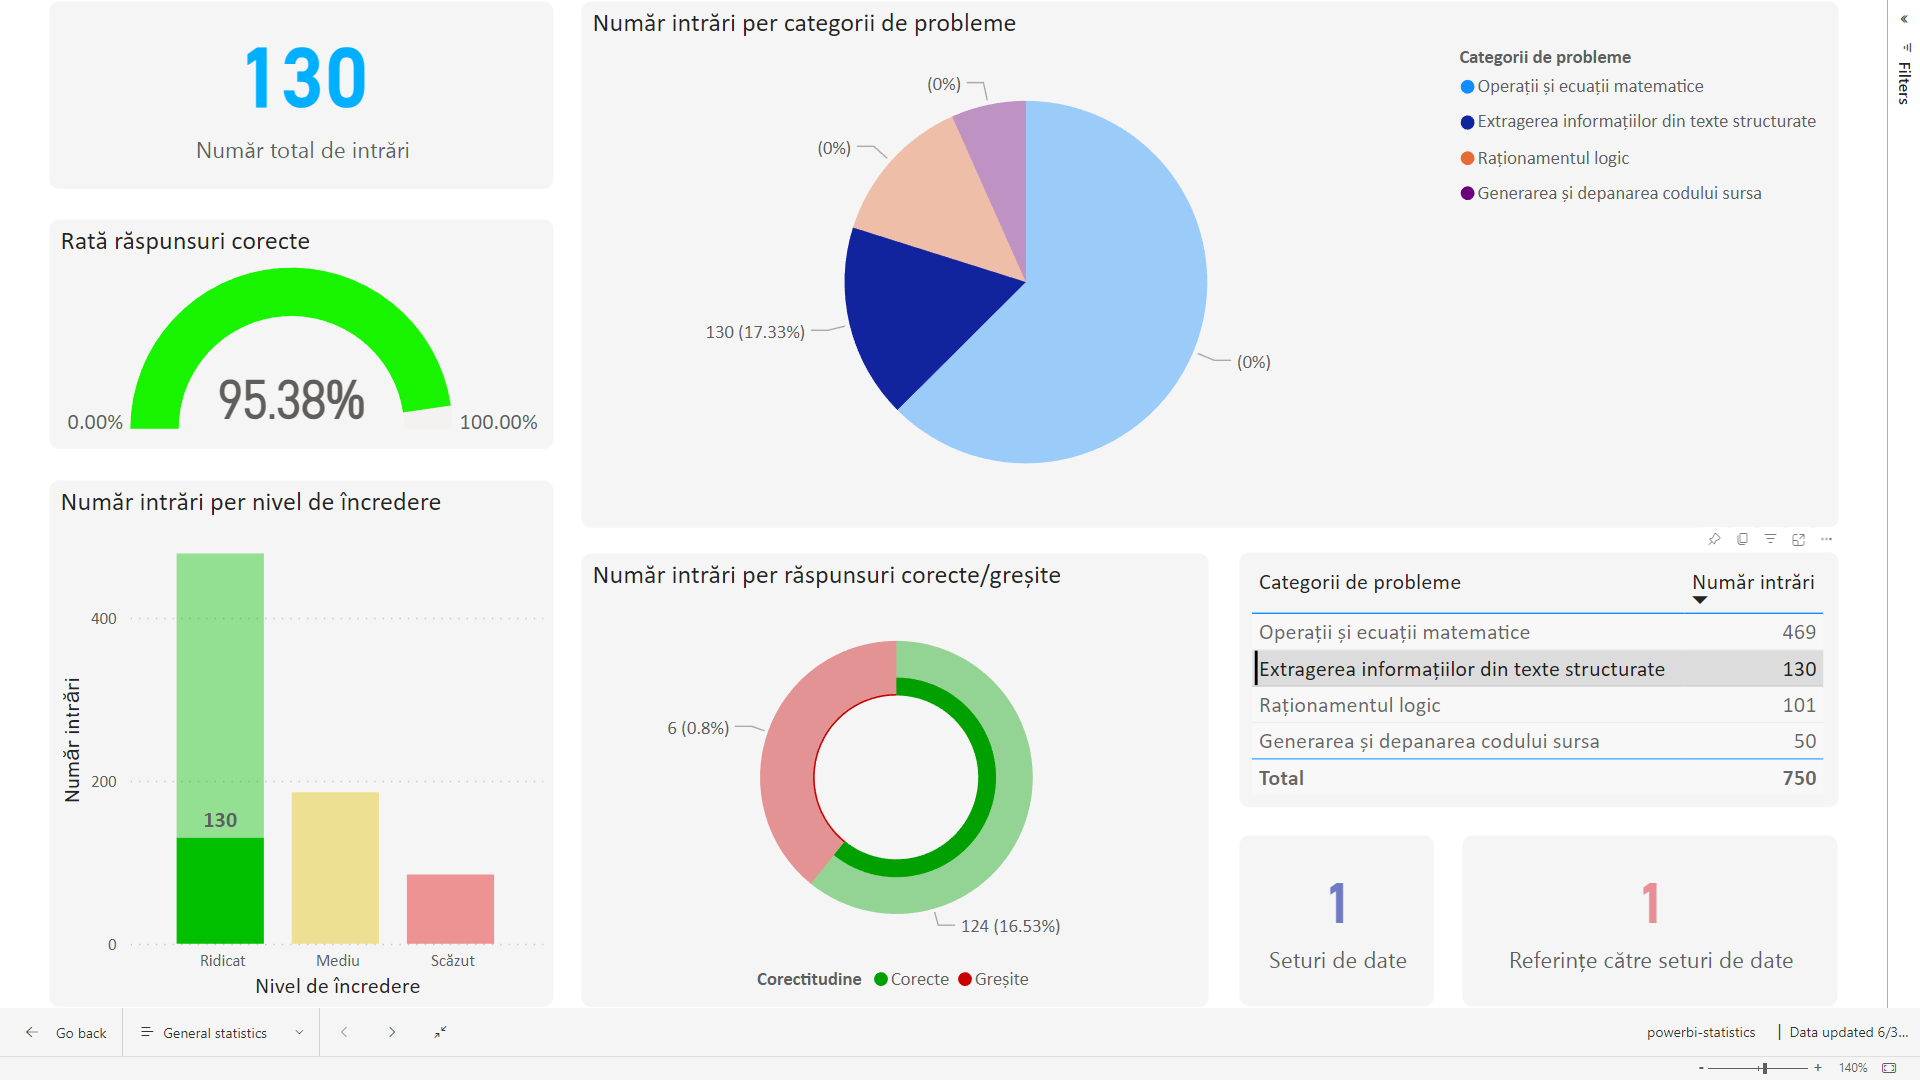 130
Număr total de intrări
Rată răspunsuri corecte
95.38%
0.00%
100.00%
Număr intrări per nivel de încredere
Număr intrări
400
200
0
130
Ridicat
Mediu
Scăzut
Nivel de încredere
Număr intrări per categorii de probleme
(0%)
(0%)
130 (17.33%)
(0%)
Categorii de probleme
Operații și ecuații matematice
Extragerea informațiilor din texte structurate
Raționamentul logic
Generarea și depanarea codului sursa
Număr intrări per răspunsuri corecte/greșite
6 (0.8%)
124 (16.53%)
Corectitudine Corecte Greșite
Categorii de probleme Număr intrări
Operații și ecuații matematice 469
Extragerea informațiilor din texte structurate 130
Raționamentul logic 101
Generarea și depanarea codului sursa 50
Total 750
1
Seturi de date
1
Referințe către seturi de date
Filters
Go back
General statistics
powerbi-statistics | Data updated 6/3...
- + 140%